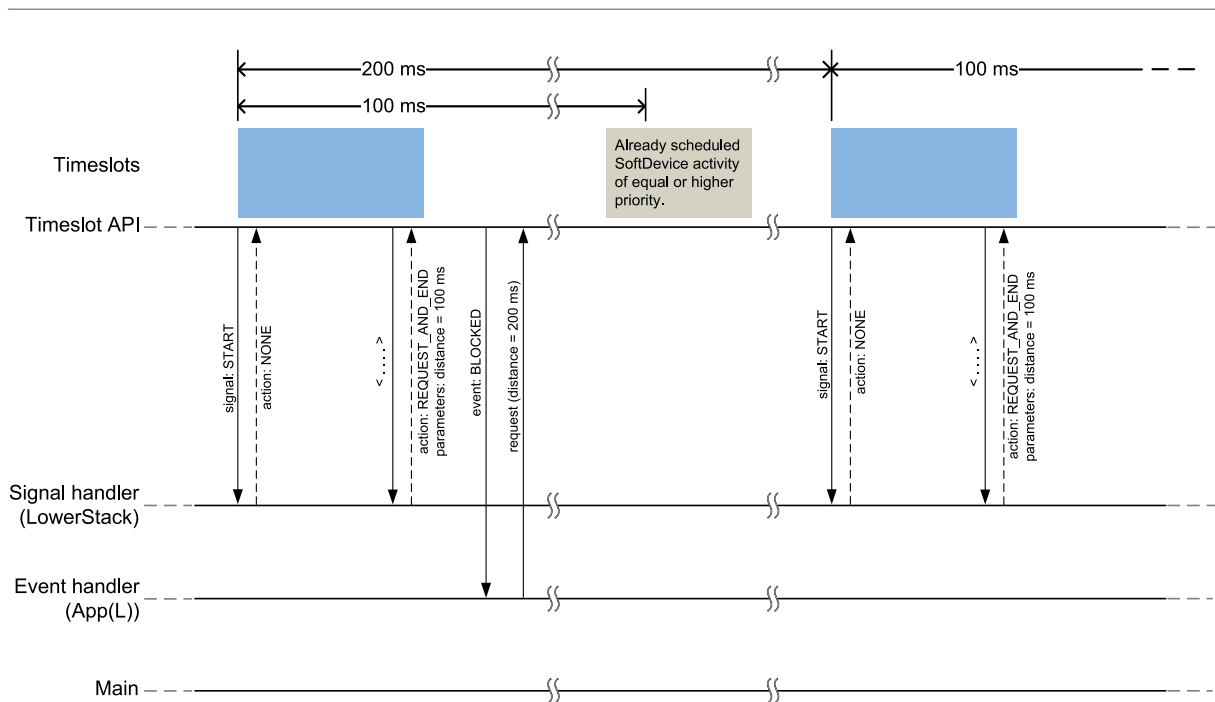 200 ms
100 ms
100 ms
Timeslots
Already scheduled
SoftDevice activity
of equal or higher
priority.
Timeslot API
signal: START
action: NONE
< . . . . >
action: REQUEST_AND_END
parameters: distance = 100 ms
event: BLOCKED
request (distance = 200 ms)
signal: START
action: NONE
< . . . . >
action: REQUEST_AND_END
parameters: distance = 100 ms
Signal handler
(LowerStack)
Event handler
(App(L))
Main